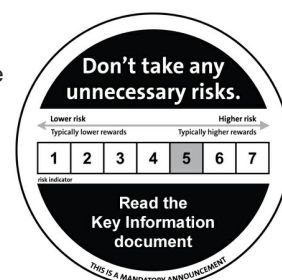 e
Don't take any
unnecessary risks.
Lower risk Higher risk
Typically lower rewards Typically higher rewards
1 2 3 4 5 6 7
risk indicator
Read the
Key Information
document
THIS IS A MANDATORY ANNOUNCEMENT